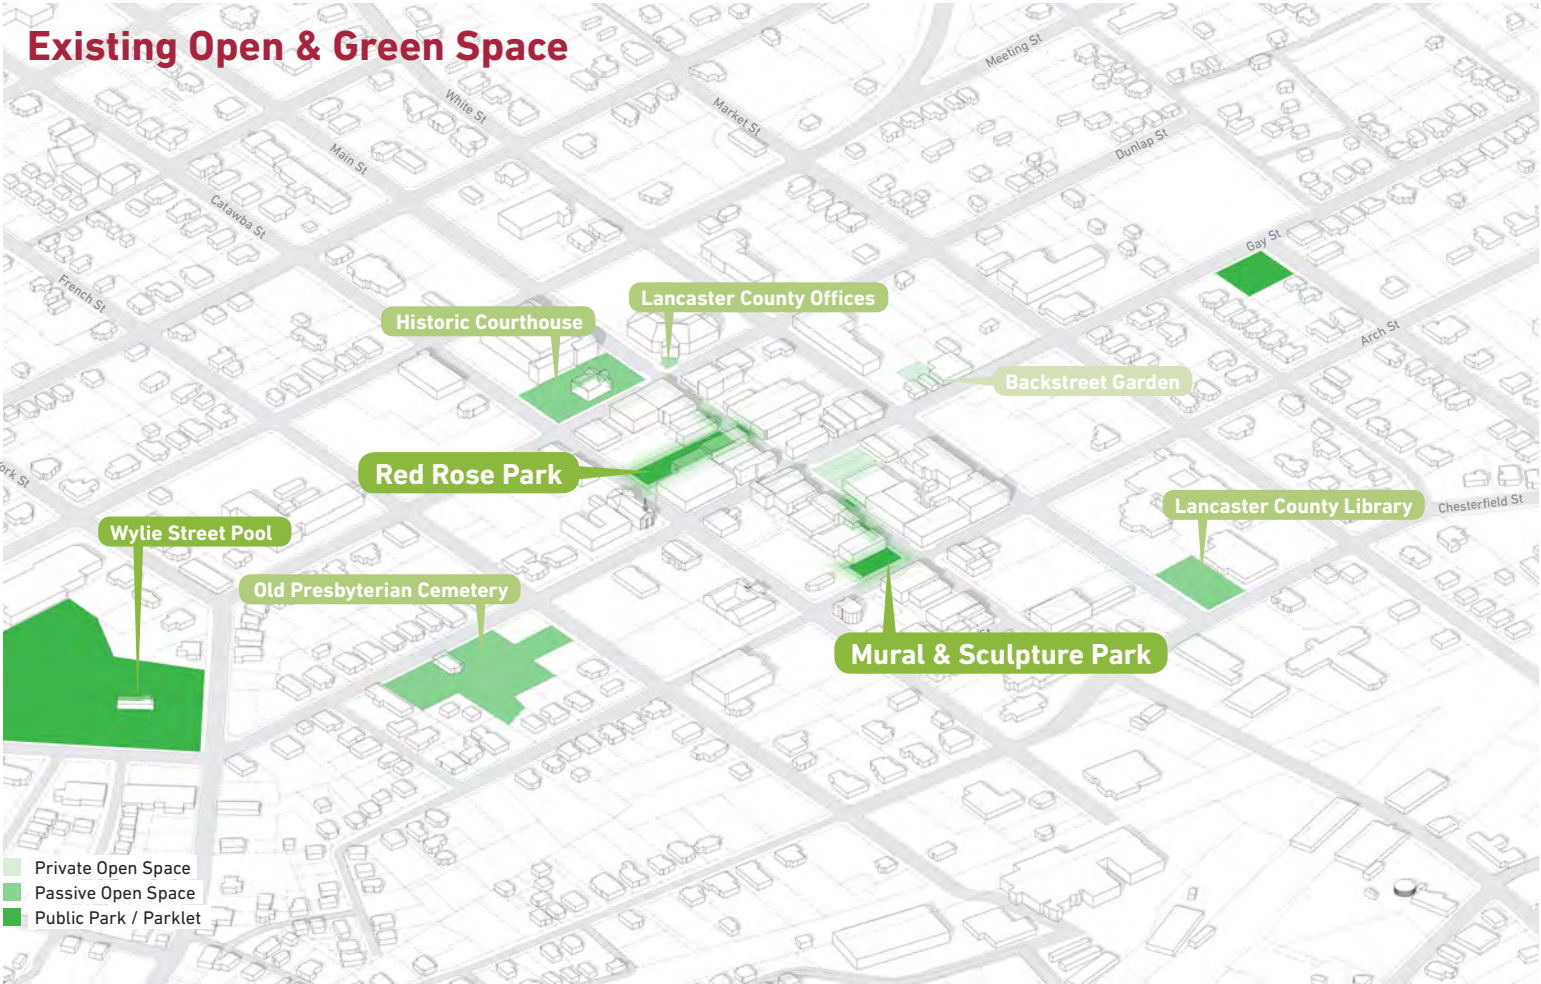 Existing Open & Green Space
Meeting St
White St
Market St
Dunlap St
Main St
Catawba St
Gay St
French St
Lancaster County Offices
Historic Courthouse
Arch St
Backstreet Garden
Red Rose Park
Chesterfield St
Lancaster County Library
Wylie Street Pool
Old Presbyterian Cemetery
Mural & Sculpture Park
Private Open Space
Passive Open Space
Public Park / Parklet